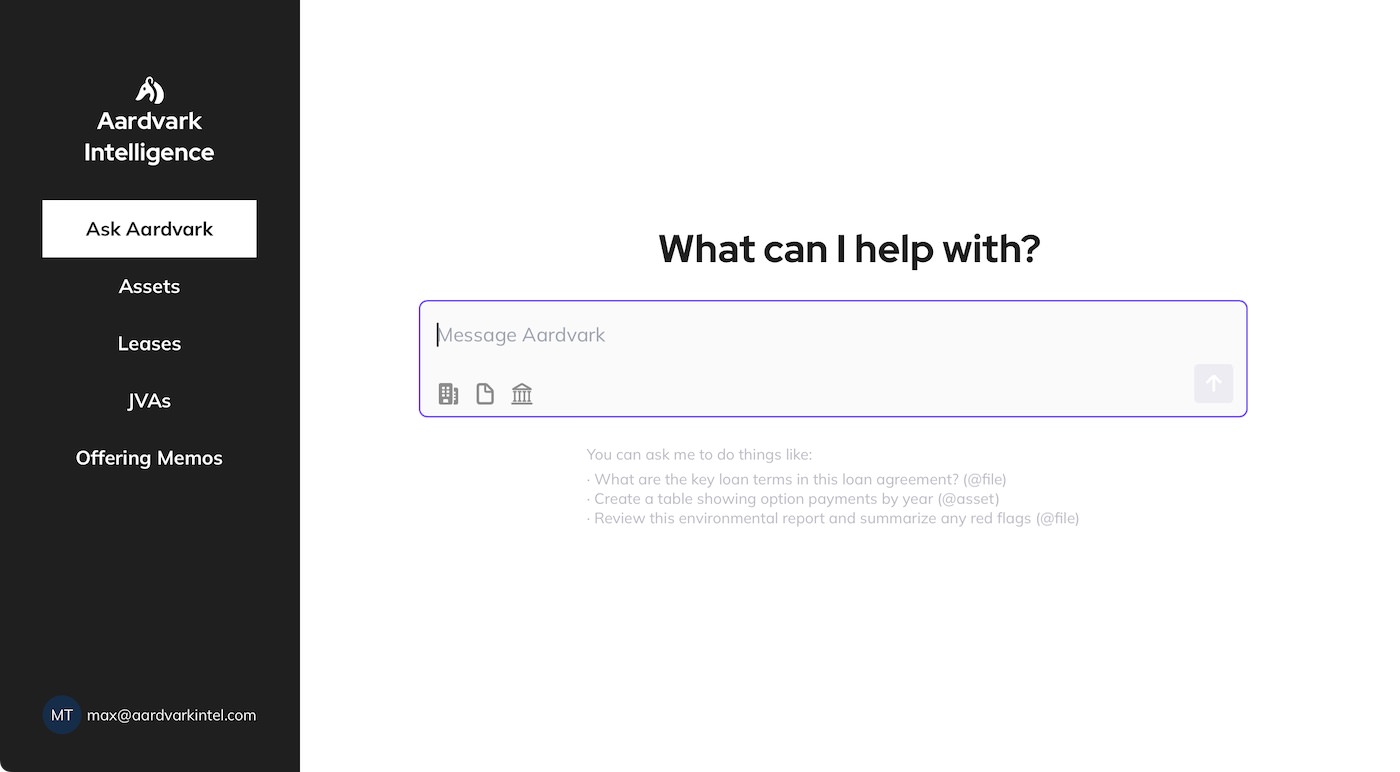 Aardvark
Intelligence
Ask Aardvark
Assets
Leases
JVAs
Offering Memos
MT max@aardvarkintel.com
What can I help with?
Message Aardvark
You can ask me to do things like:
· What are the key loan terms in this loan agreement? (@file)
· Create a table showing option payments by year (@asset)
· Review this environmental report and summarize any red flags (@file)